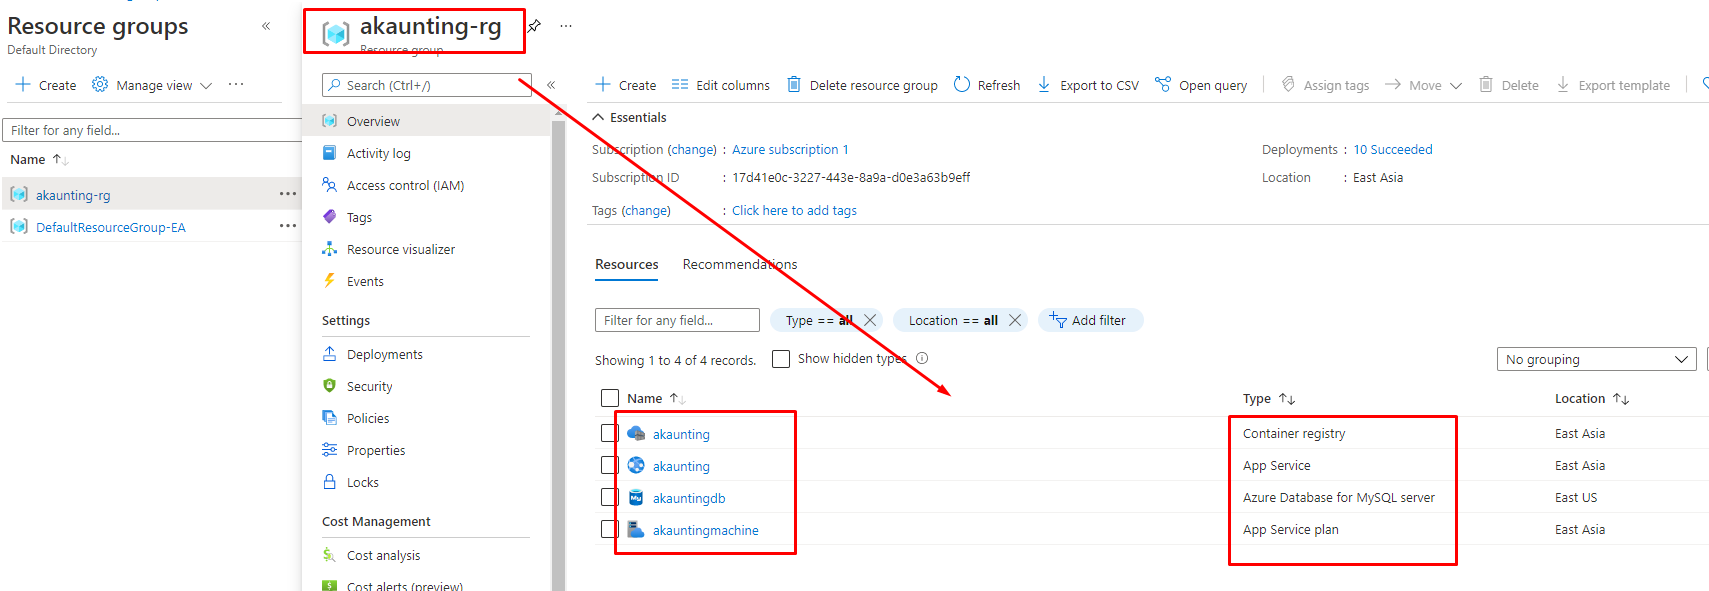 Resource groups
Default Directory
Create Manage view
Filter for any field...
Name
akaunting-rg
DefaultResourceGroup-EA
akaunting-rg
Resource group
Search (Ctrl+/)
Overview
Activity log
Access control (IAM)
Tags
Resource visualizer
Events
Settings
Deployments
Security
Policies
Properties
Locks
Cost Management
Cost analysis
Cost alerts (preview)
Create Edit columns Delete resource group Refresh Export to CSV Open query Assign tags Move Delete Export template
Essentials
Subscription (change) : Azure subscription 1
Deployments : 10 Succeeded
Subscription ID : 17d41e0c-3227-443e-8a9a-d0e3a63b9eff
Location : East Asia
Tags (change) : Click here to add tags
Resources Recommendations
Filter for any field... Type == all Location == all Add filter
Showing 1 to 4 of 4 records. Show hidden types No grouping
Name Type Location
akaunting Container registry East Asia
akaunting App Service East Asia
akauntingdb Azure Database for MySQL server East US
akauntingmachine App Service plan East Asia